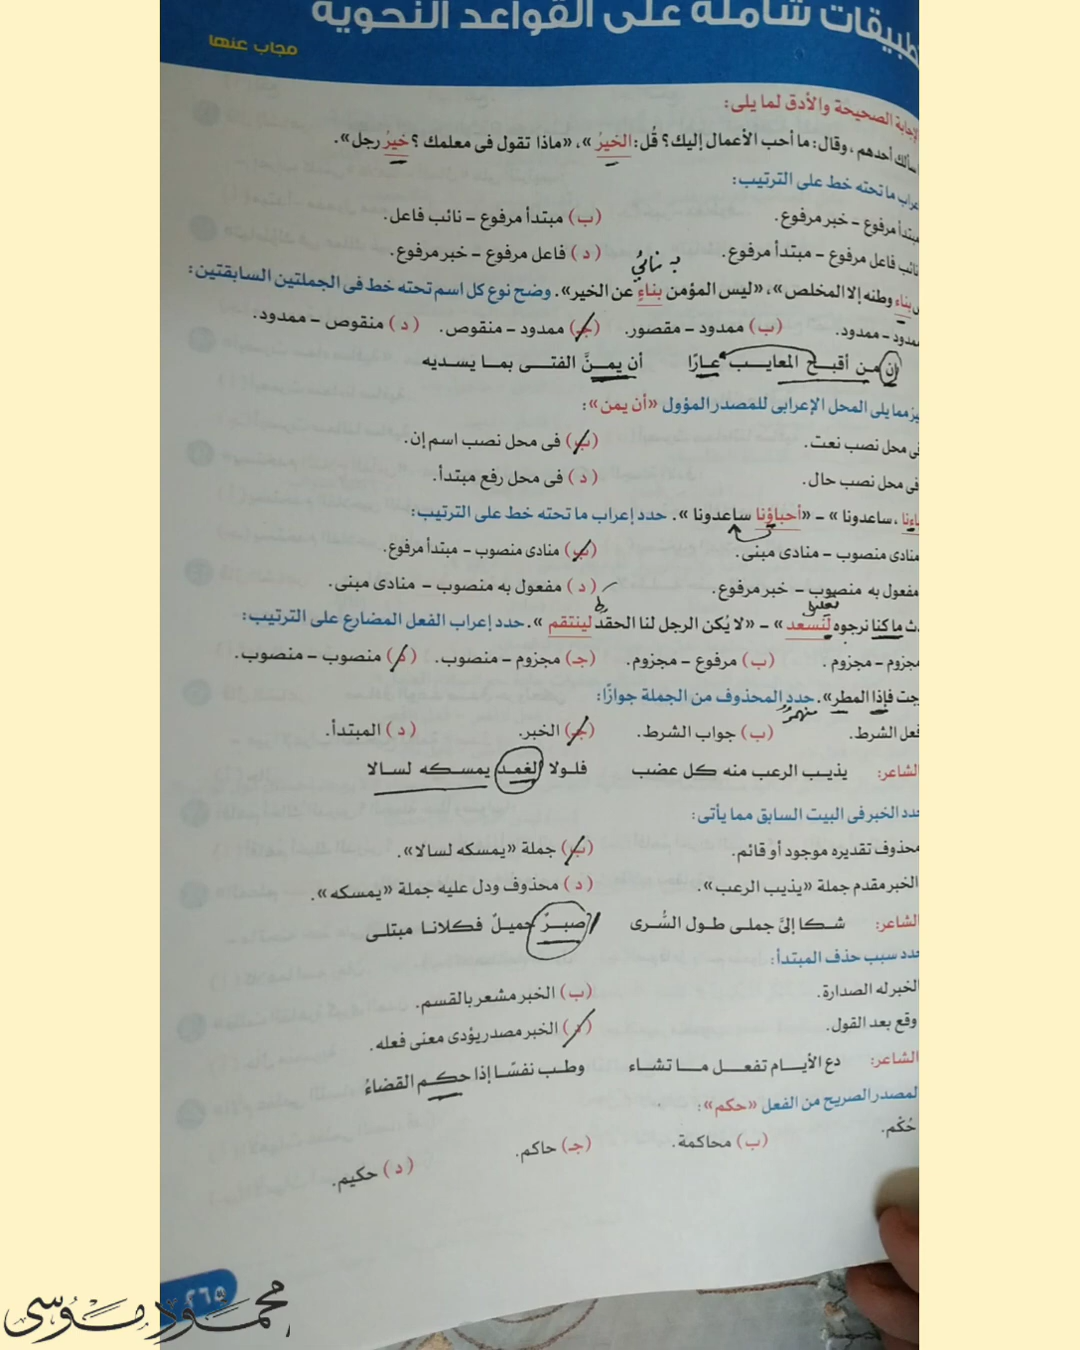 تطبيقات شاملة على القواعد النحوية
مجاب عنها
الإجابة الصحيحة والأدق لما يلى:
سألك أحدهم، وقال: ما أحب الأعمال إليك؟ قُل: الخيرُ»، «ماذا تقول فى معلمك؟ خيرُ رجل».
إعراب ما تحته خط على الترتيب:
مبتدأ مرفوع - خبر مرفوع. (ب) مبتدأ مرفوع - نائب فاعل.
نائب فاعل مرفوع - مبتدأ مرفوع. (د) فاعل مرفوع - خبر مرفوع.
بناء وطنه إلا المخلص»، «ليس المؤمن بناءٍ عن الخير». وضح نوع كل اسم تحته خط فى الجملتين السابقتين:
ممدود - ممدود. (ب) ممدود - مقصور. (جـ) ممدود - منقوص. (د) منقوص - ممدود.
إن من أقبح المعايب عارًا أن يمنَّ الفتى بما يسديه
ميز مما يلى المحل الإعرابى للمصدر المؤول «أن يمن»:
فى محل نصب نعت. (ب) فى محل نصب اسم إن.
فى محل نصب حال. (د) فى محل رفع مبتدأ.
، ساعدونا» - «أحباؤنا ساعدونا». حدد إعراب ما تحته خط على الترتيب:
منادى منصوب - منادى مبنى. (ب) منادى منصوب - مبتدأ مرفوع.
مفعول به منصوب - خبر مرفوع. (د) مفعول به منصوب - منادى مبنى.
ما كنا نرجوه لنسعد» - «لا يُكن الرجل لنا الحقد لينتقم». حدد إعراب الفعل المضارع على الترتيب:
مجزوم - مجزوم. (ب) مرفوع - مجزوم. (جـ) مجزوم - منصوب. (د) منصوب - منصوب.
فإذا المطر». حدد المحذوف من الجملة جوازًا:
فعل الشرط. (ب) جواب الشرط. (جـ) الخبر. (د) المبتدأ.
الشاعر: يذيب الرعب منه كل عضب فلولا الغمد يمسكه لسالا
حدد الخبر فى البيت السابق مما يأتى:
محذوف تقديره موجود أو قائم. (ب) جملة «يمسكه لسالا».
الخبر مقدم جملة «يذيب الرعب». (د) محذوف ودل عليه جملة «يمسكه».
الشاعر: شكا إلىَّ جملى طول السُّرى صبرٌ جميلٌ فكلانا مبتلى
حدد سبب حذف المبتدأ:
الخبر له الصدارة. (ب) الخبر مشعر بالقسم.
وقع بعد القول. (د) الخبر مصدر يؤدى معنى فعله.
الشاعر: دع الأيام تفعل ما تشاء وطب نفسًا إذا حكم القضاءُ
المصدر الصريح من الفعل «حكم»:
حُكْم. (ب) محاكمة. (جـ) حاكم. (د) حكيم.
٢٦٥
محمود موسى